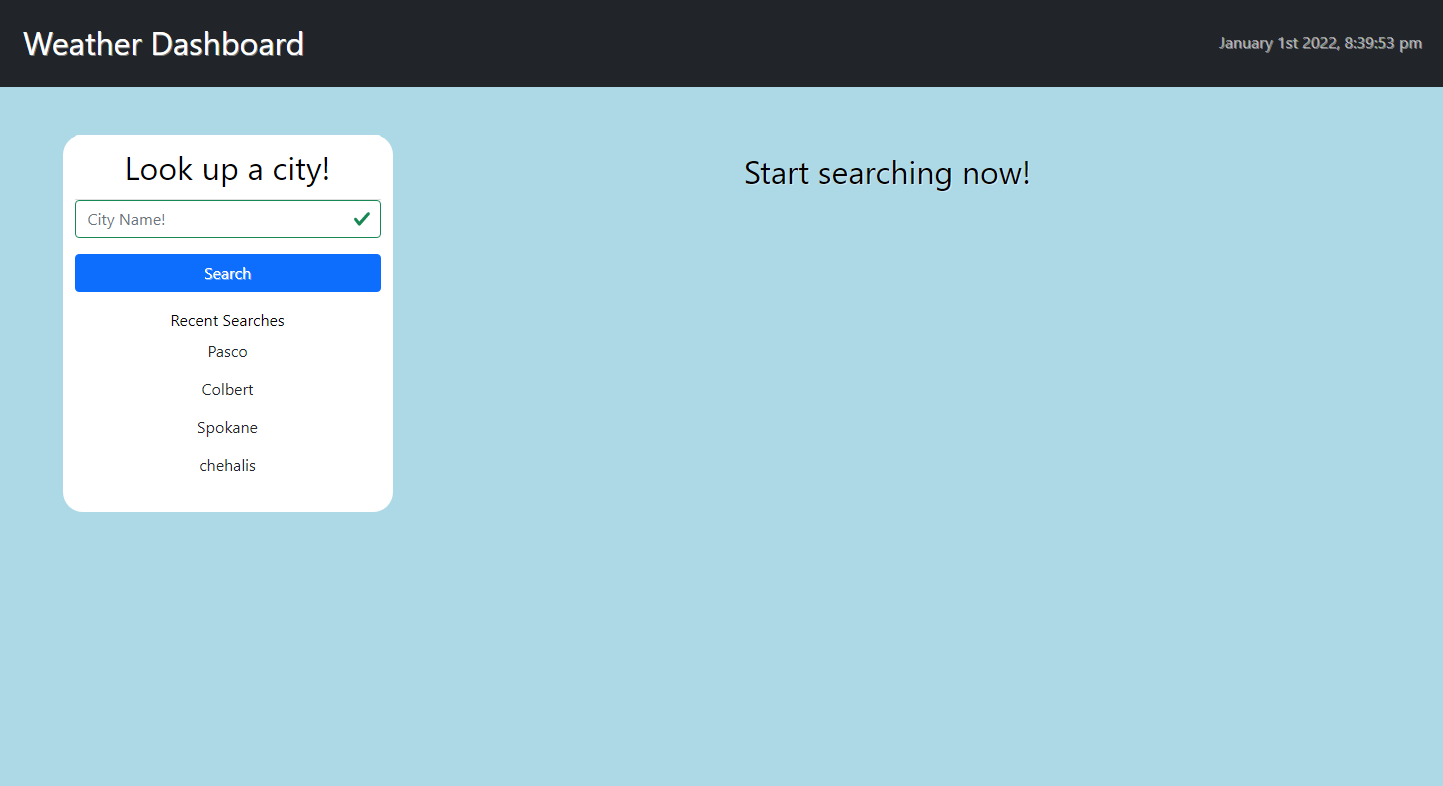 Weather Dashboard
January 1st 2022, 8:39:53 pm
Look up a city!
City Name!
Search
Recent Searches
Pasco
Colbert
Spokane
chehalis
Start searching now!